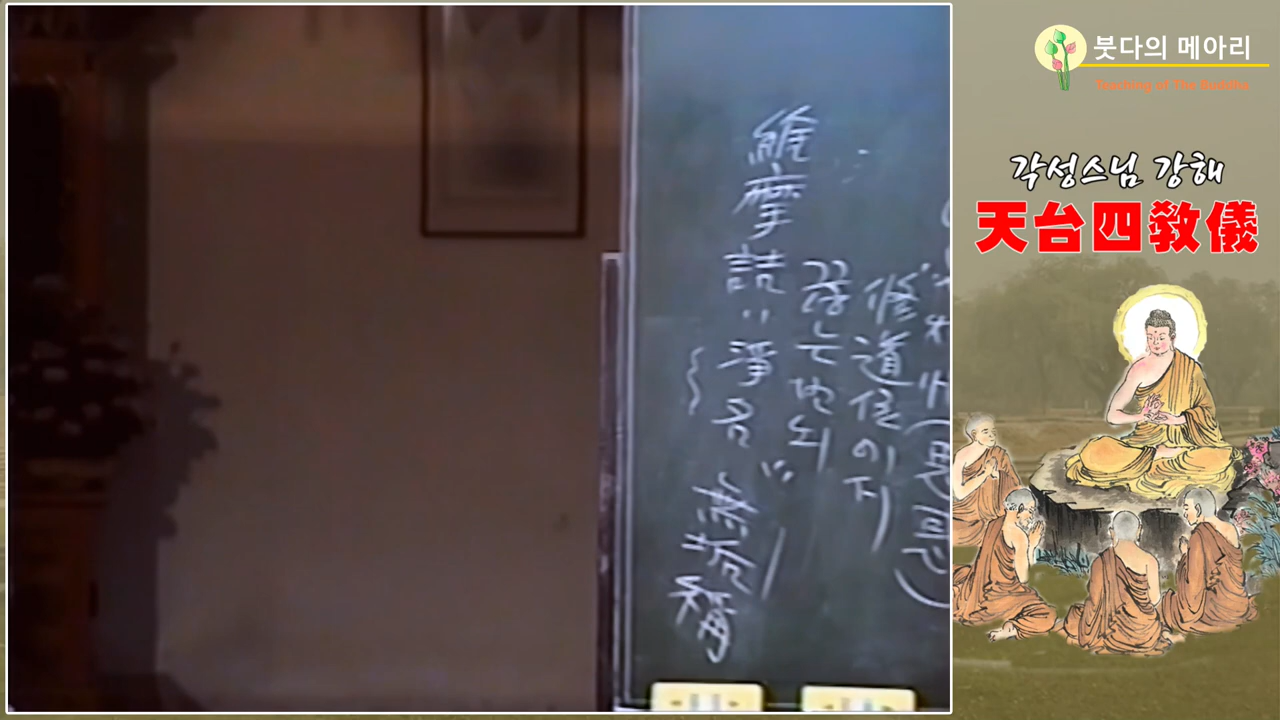 붓다의 메아리
Teaching of The Buddha
각성스님 강해
天台四敎儀
修道位이지
끊는번뇌
維摩詰 淨名 無垢稱